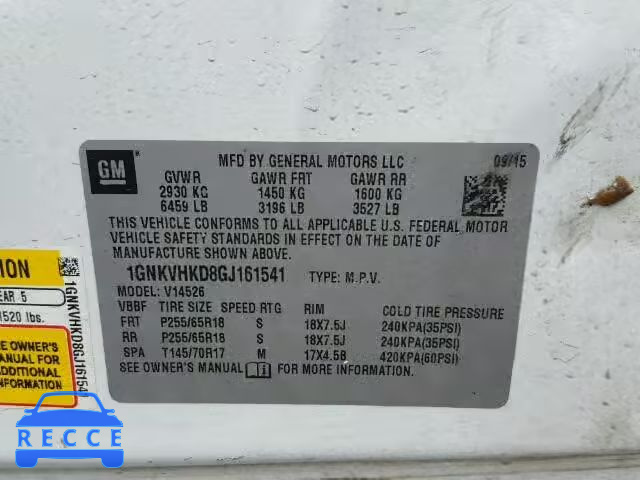 GM
MFD BY GENERAL MOTORS LLC 09/15
GVWR GAWR FRT GAWR RR
2930 KG 1450 KG 1600 KG
6459 LB 3196 LB 3527 LB
THIS VEHICLE CONFORMS TO ALL APPLICABLE U.S. FEDERAL MOTOR
VEHICLE SAFETY STANDARDS IN EFFECT ON THE DATE OF
MANUFACTURE SHOWN ABOVE.
1GNKVHKD8GJ161541 TYPE: M.P.V.
MODEL: V14526
VBBF TIRE SIZE SPEED RTG RIM COLD TIRE PRESSURE
FRT P255/65R18 S 18X7.5J 240KPA(35PSI)
RR P255/65R18 S 18X7.5J 240KPA(35PSI)
SPA T145/70R17 M 17X4.5B 420KPA(60PSI)
SEE OWNER'S MANUAL FOR MORE INFORMATION.
TION
EAR 5
1520 lbs.
EE OWNER'S
MANUAL FOR
ADDITIONAL
1GNKVHKD8GJ16154
RECCE